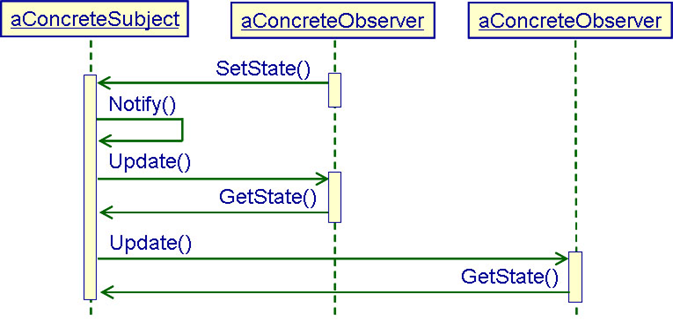 aConcreteSubject
aConcreteObserver
aConcreteObserver
SetState()
Notify()
Update()
GetState()
Update()
GetState()